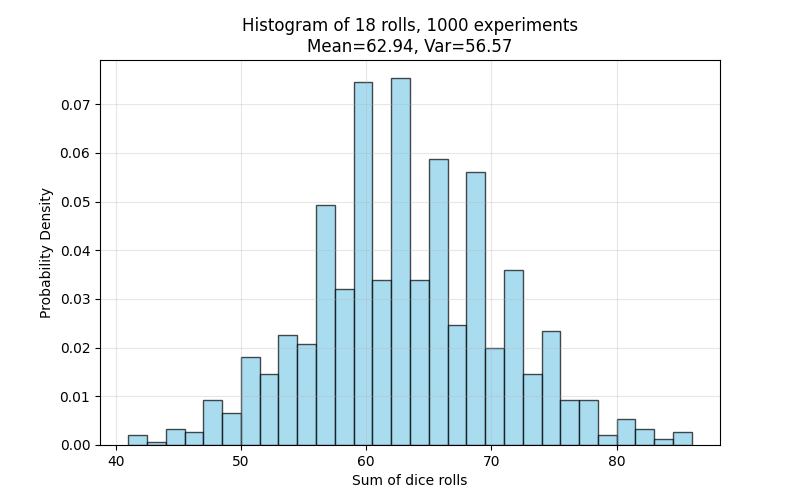 Histogram of 18 rolls, 1000 experiments
Mean=62.94, Var=56.57
0.07
0.06
0.05
0.04
0.03
0.02
0.01
0.00
Probability Density
40 50 60 70 80
Sum of dice rolls